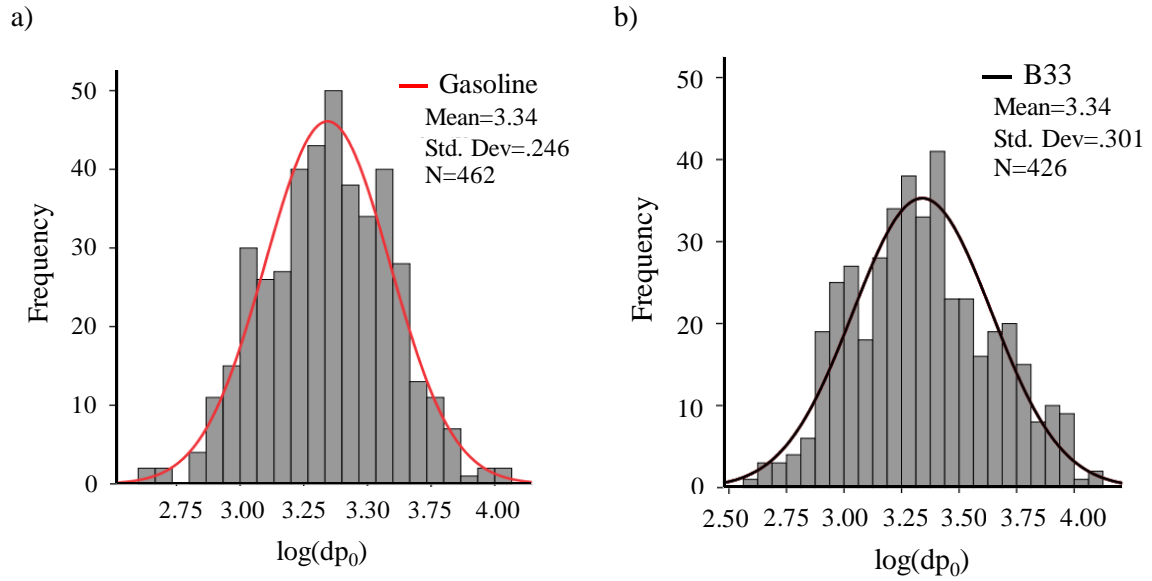 a)
50
40
30
20
10
0
Frequency
Gasoline
Mean=3.34
Std. Dev=.246
N=462
2.75 3.00 3.25 3.30 3.75 4.00
log(dp0)
b)
50
40
30
20
10
0
Frequency
B33
Mean=3.34
Std. Dev=.301
N=426
2.50 2.75 3.00 3.25 3.50 3.75 4.00
log(dp0)